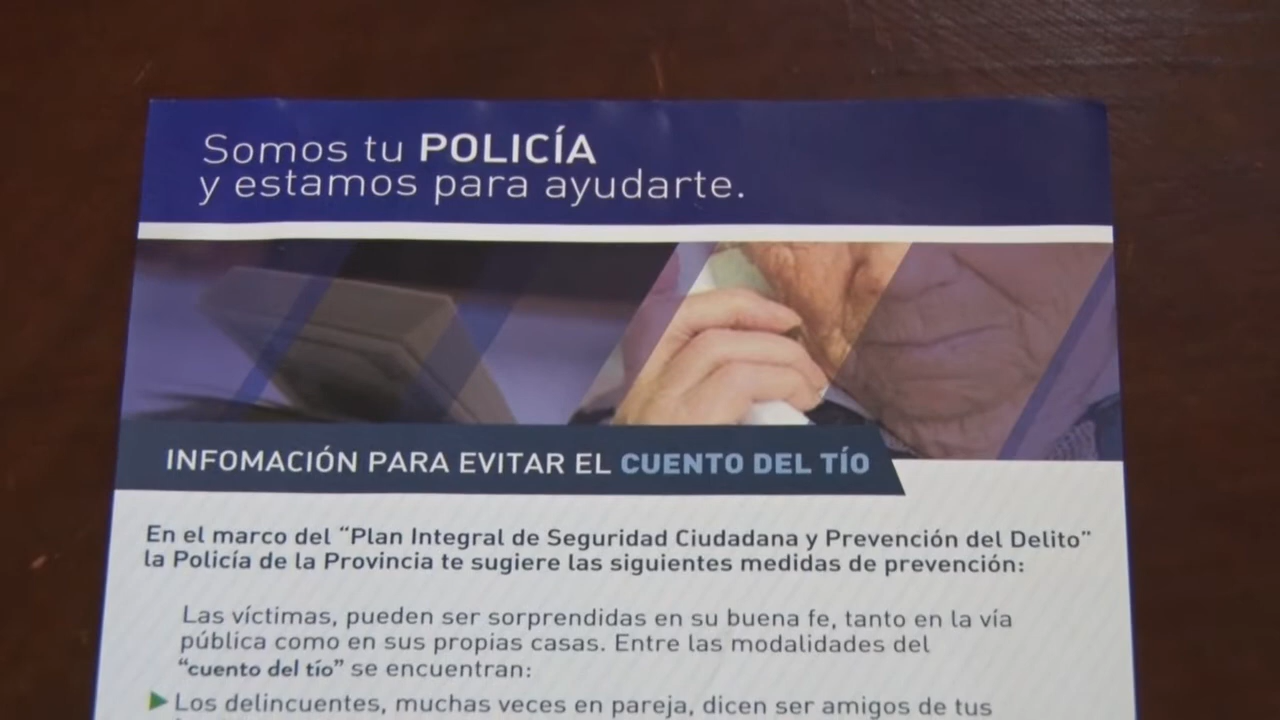 Somos tu POLICÍA
y estamos para ayudarte.
INFOMACIÓN PARA EVITAR EL CUENTO DEL TÍO
En el marco del “Plan Integral de Seguridad Ciudadana y Prevención del Delito”
la Policía de la Provincia te sugiere las siguientes medidas de prevención:
Las víctimas, pueden ser sorprendidas en su buena fe, tanto en la vía
pública como en sus propias casas. Entre las modalidades del
“cuento del tío” se encuentran:
Los delincuentes, muchas veces en pareja, dicen ser amigos de tus